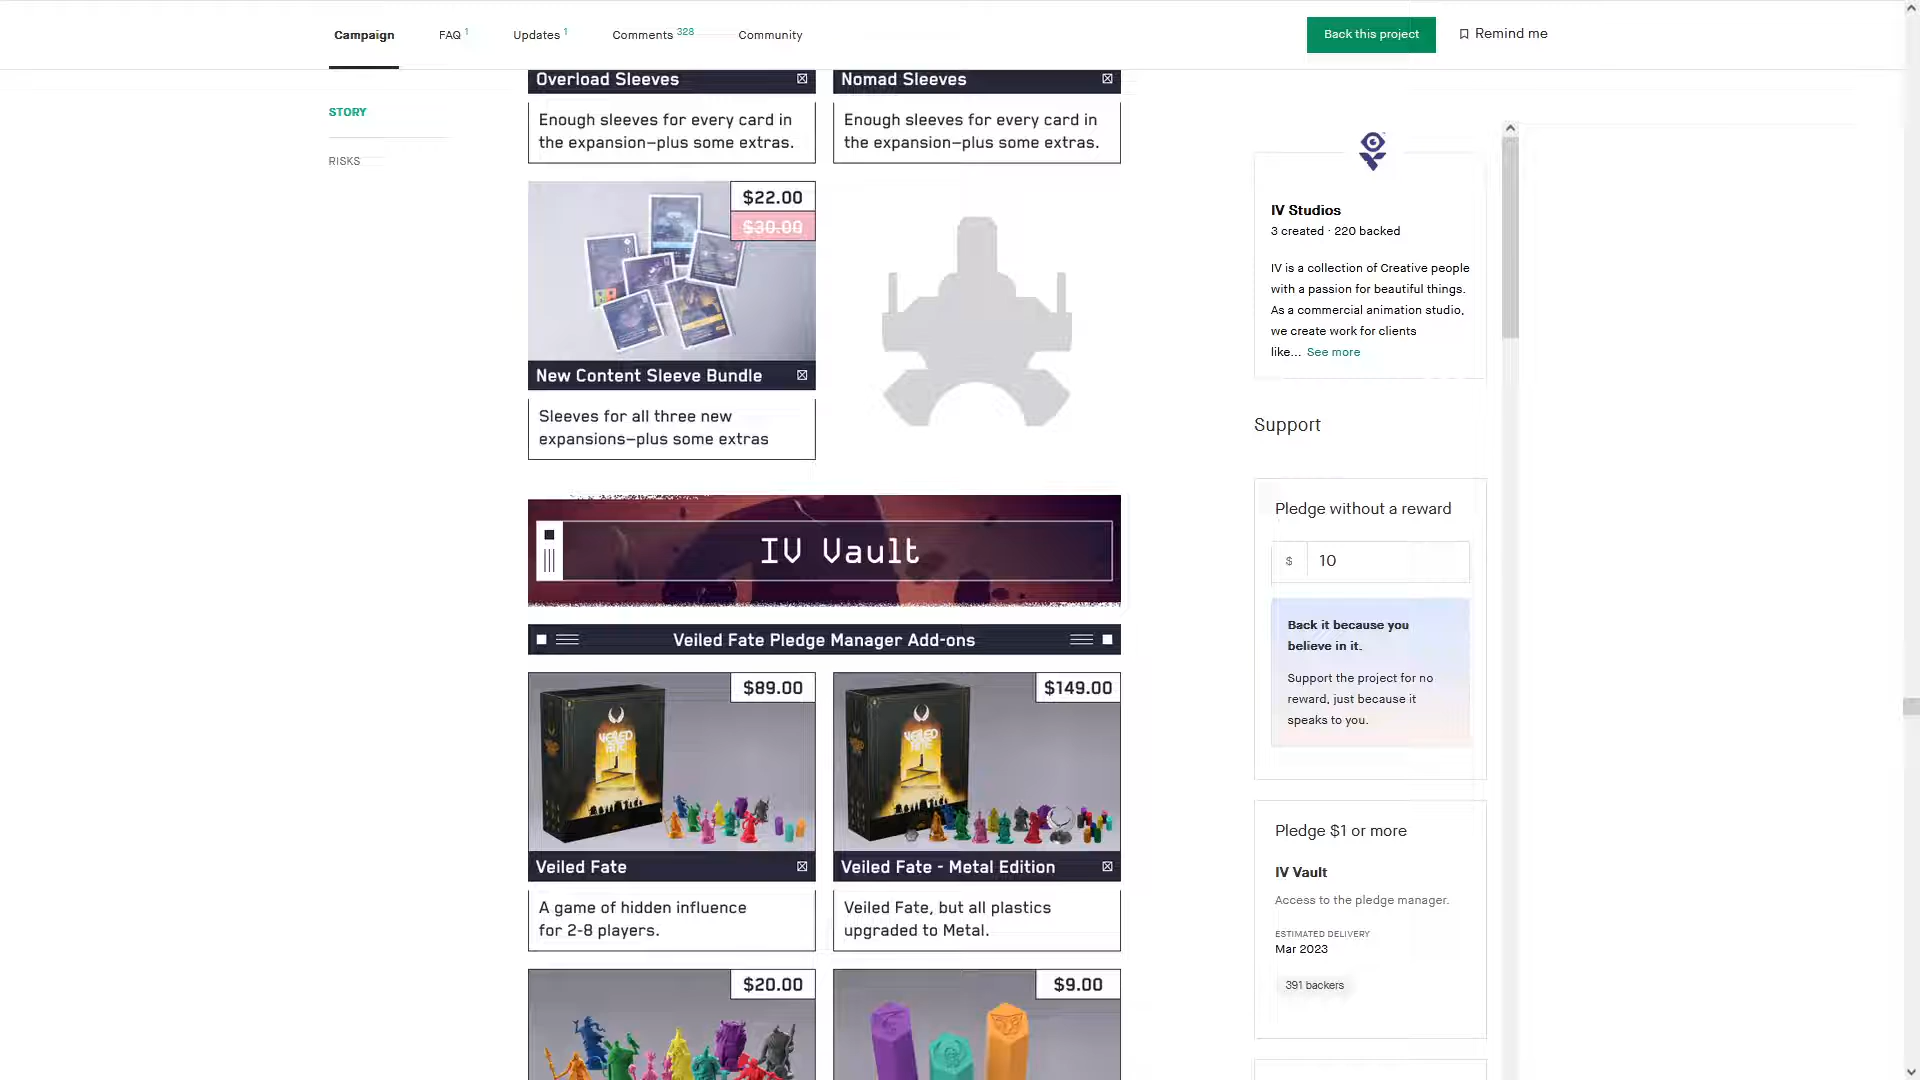 Campaign
FAQ 1
Updates 1
Comments 328
Community
Back this project
Remind me
STORY
RISKS
Overload Sleeves
Enough sleeves for every card in
the expansion—plus some extras.
Nomad Sleeves
Enough sleeves for every card in
the expansion—plus some extras.
$22.00
$30.00
New Content Sleeve Bundle
Sleeves for all three new
expansions—plus some extras
IV Vault
Veiled Fate Pledge Manager Add-ons
$89.00
VEILED
FATE
Veiled Fate
A game of hidden influence
for 2-8 players.
$149.00
VEILED
FATE
Veiled Fate - Metal Edition
Veiled Fate, but all plastics
upgraded to Metal.
$20.00
$9.00
IV Studios
3 created · 220 backed
IV is a collection of Creative people
with a passion for beautiful things.
As a commercial animation studio,
we create work for clients
like... See more
Support
Pledge without a reward
$ 10
Back it because you
believe in it.
Support the project for no
reward, just because it
speaks to you.
Pledge $1 or more
IV Vault
Access to the pledge manager.
ESTIMATED DELIVERY
Mar 2023
391 backers